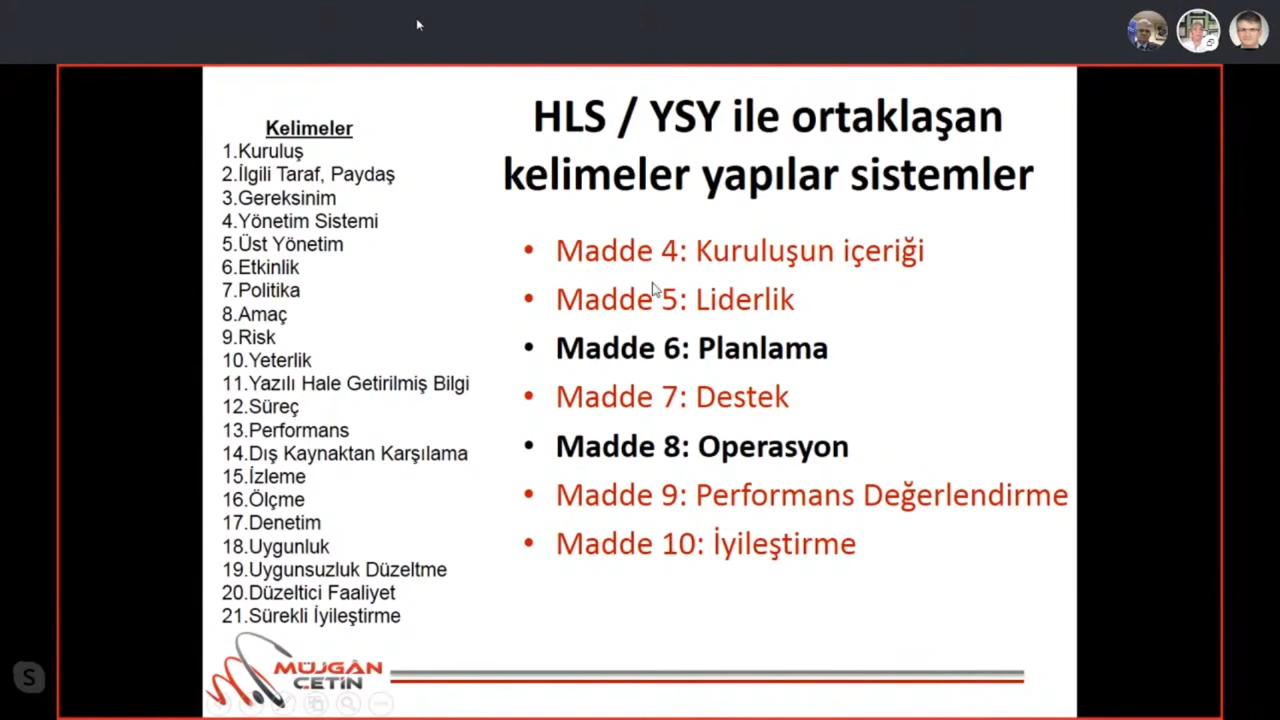 Kelimeler
1.Kuruluş
2.İlgili Taraf, Paydaş
3.Gereksinim
4.Yönetim Sistemi
5.Üst Yönetim
6.Etkinlik
7.Politika
8.Amaç
9.Risk
10.Yeterlik
11.Yazılı Hale Getirilmiş Bilgi
12.Süreç
13.Performans
14.Dış Kaynaktan Karşılama
15.İzleme
16.Ölçme
17.Denetim
18.Uygunluk
19.Uygunsuzluk Düzeltme
20.Düzeltici Faaliyet
21.Sürekli İyileştirme
HLS / YSY ile ortaklaşan
kelimeler yapılar sistemler
• Madde 4: Kuruluşun içeriği
• Madde 5: Liderlik
• Madde 6: Planlama
• Madde 7: Destek
• Madde 8: Operasyon
• Madde 9: Performans Değerlendirme
• Madde 10: İyileştirme
MÜJGÂN
ÇETİN
S